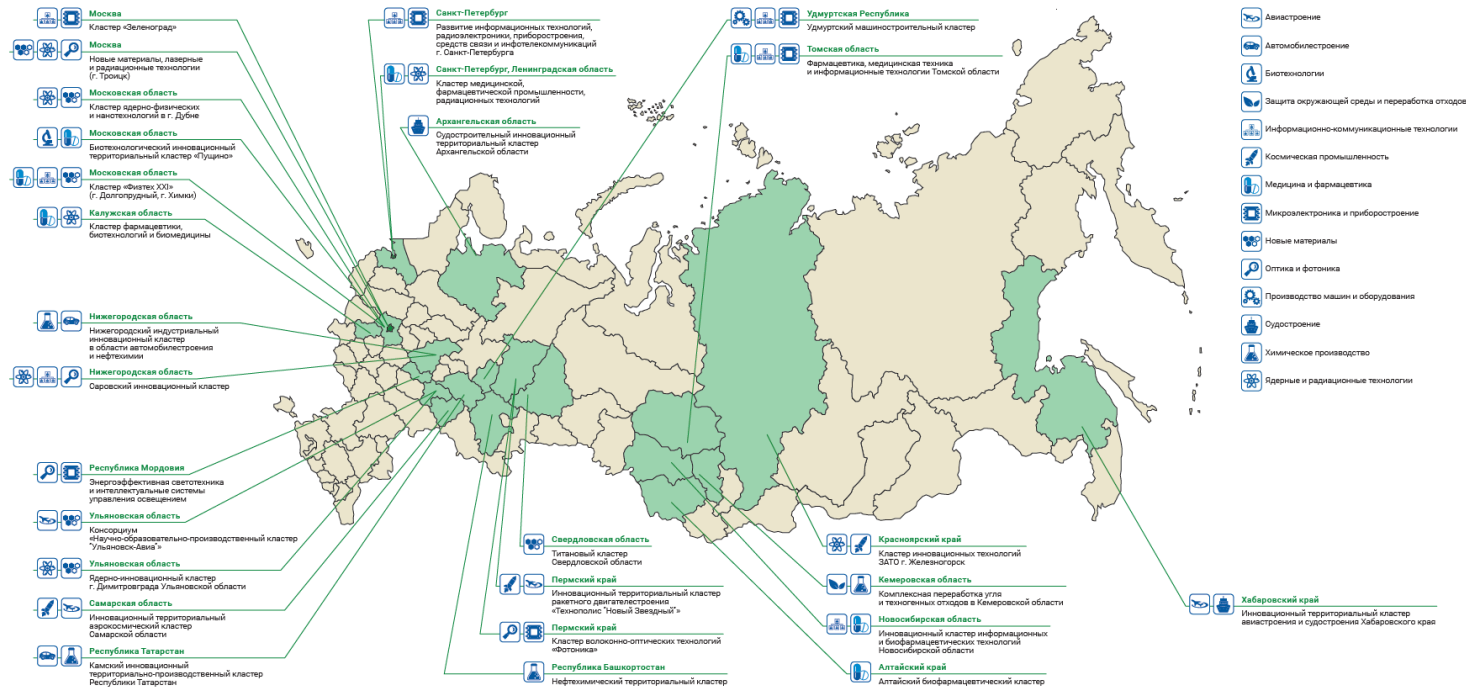 Москва
Кластер «Зеленоград»
Москва
Новые материалы, лазерные
и радиационные технологии
(г. Троицк)
Московская область
Кластер ядерно-физических
и нанотехнологий в г. Дубне
Московская область
Биотехнологический инновационный
территориальный кластер «Пущино»
Московская область
Кластер «Физтех XXI»
(г. Долгопрудный, г. Химки)
Калужская область
Кластер фармацевтики,
биотехнологий и биомедицины
Нижегородская область
Нижегородский индустриальный
инновационный кластер
в области автомобилестроения
и нефтехимии
Нижегородская область
Саровский инновационный кластер
Республика Мордовия
Энергоэффективная светотехника
и интеллектуальные системы
управления освещением
Ульяновская область
Консорциум
«Научно-образовательно-производственный кластер
"Ульяновск-Авиа"»
Ульяновская область
Ядерно-инновационный кластер
г. Димитровграда Ульяновской области
Самарская область
Инновационный территориальный
аэрокосмический кластер
Самарской области
Республика Татарстан
Камский инновационный
территориально-производственный кластер
Республики Татарстан
Санкт-Петербург
Развитие информационных технологий,
радиоэлектроники, приборостроения,
средств связи и инфотелекоммуникаций
г. Санкт-Петербурга
Санкт-Петербург, Ленинградская область
Кластер медицинской,
фармацевтической промышленности,
радиационных технологий
Архангельская область
Судостроительный инновационный
территориальный кластер
Архангельской области
Удмуртская Республика
Удмуртский машиностроительный кластер
Томская область
Фармацевтика, медицинская техника
и информационные технологии Томской области
Свердловская область
Титановый кластер
Свердловской области
Пермский край
Инновационный территориальный кластер
ракетного двигателестроения
«Технополис "Новый Звездный"»
Пермский край
Кластер волоконно-оптических технологий
«Фотоника»
Республика Башкортостан
Нефтехимический территориальный кластер
Красноярский край
Кластер инновационных технологий
ЗАТО г. Железногорск
Кемеровская область
Комплексная переработка угля
и техногенных отходов в Кемеровской области
Новосибирская область
Инновационный кластер информационных
и биофармацевтических технологий
Новосибирской области
Алтайский край
Алтайский биофармацевтический кластер
Хабаровский край
Инновационный территориальный кластер
авиастроения и судостроения Хабаровского края
Авиастроение
Автомобилестроение
Биотехнологии
Защита окружающей среды и переработка отходов
Информационно-коммуникационные технологии
Космическая промышленность
Медицина и фармацевтика
Микроэлектроника и приборостроение
Новые материалы
Оптика и фотоника
Производство машин и оборудования
Судостроение
Химическое производство
Ядерные и радиационные технологии